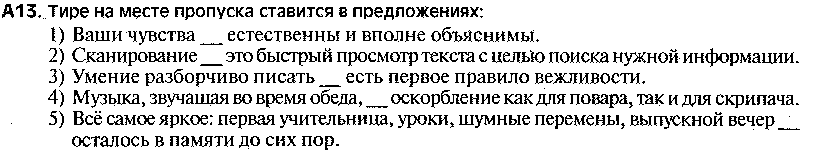 А13. Тире на месте пропуска ставится в предложениях:
1) Ваши чувства __ естественны и вполне объяснимы.
2) Сканирование __ это быстрый просмотр текста с целью поиска нужной информации.
3) Умение разборчиво писать __ есть первое правило вежливости.
4) Музыка, звучащая во время обеда, __ оскорбление как для повара, так и для скрипача.
5) Всё самое яркое: первая учительница, уроки, шумные перемены, выпускной вечер __
осталось в памяти до сих пор.